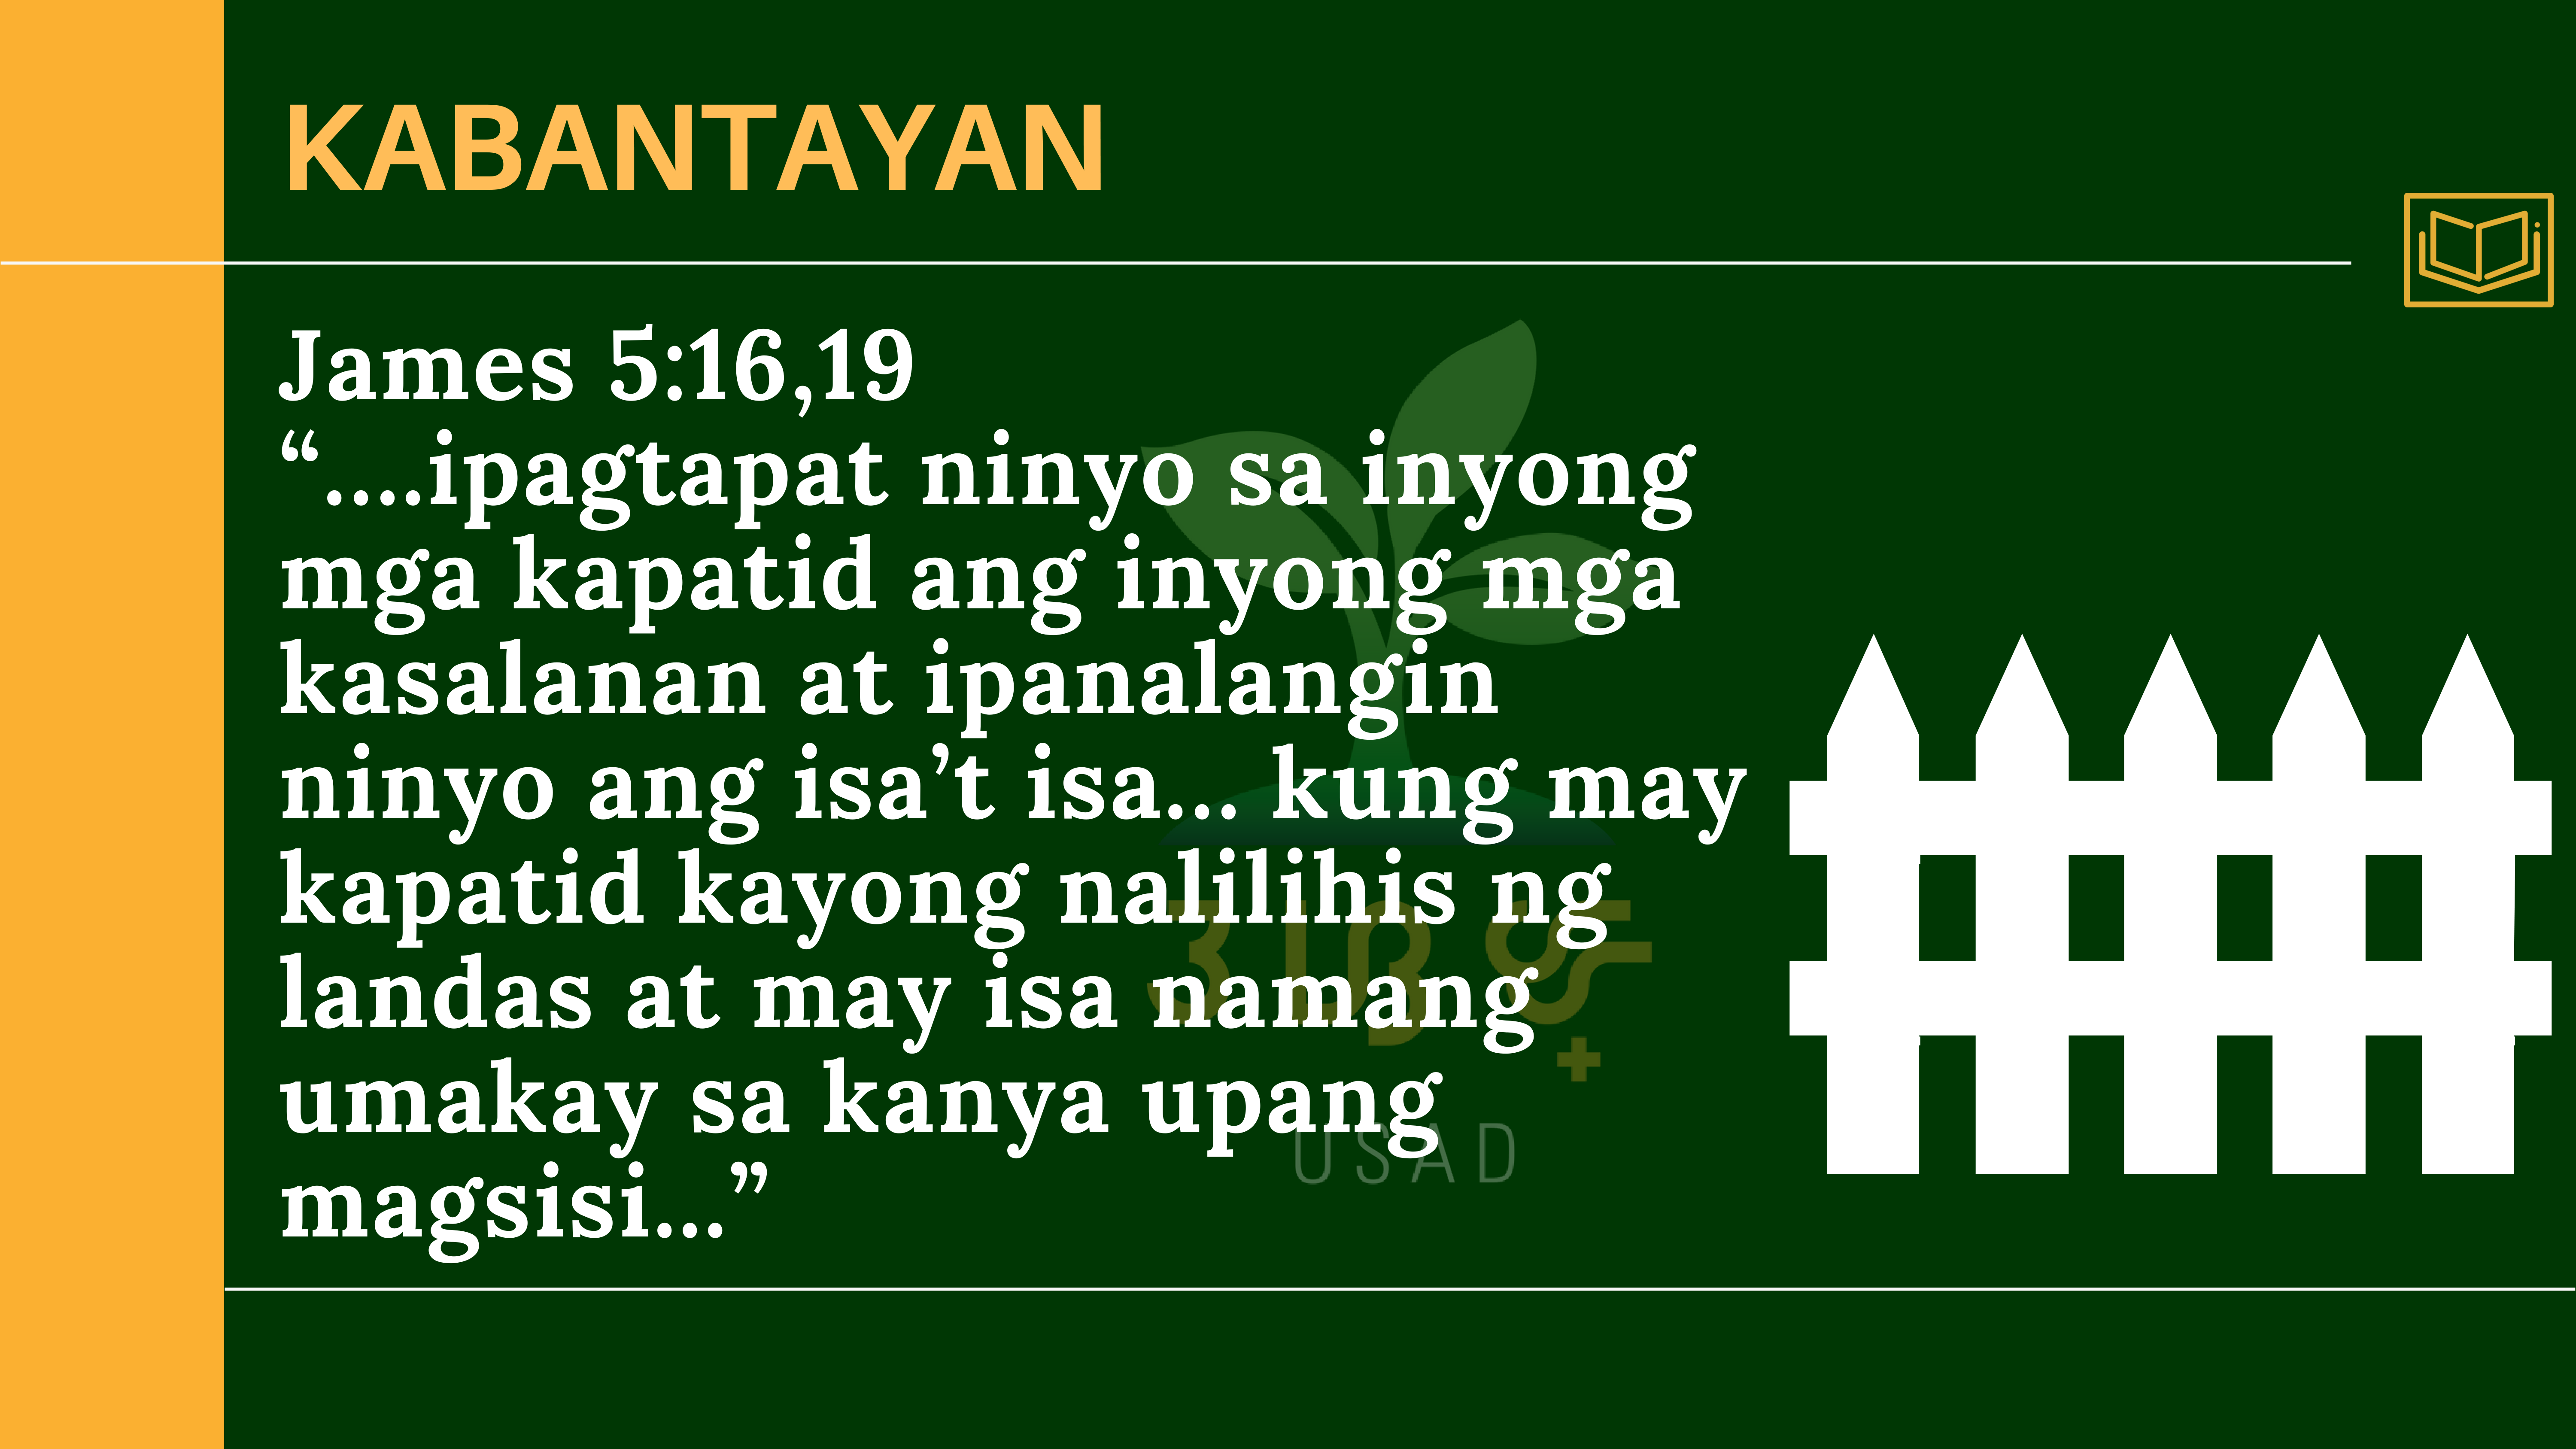 KABANTAYAN
James 5:16,19
“....ipagtapat ninyo sa inyong
mga kapatid ang inyong mga
kasalanan at ipanalangin
ninyo ang isa’t isa... kung may
kapatid kayong nalilihis ng
landas at may isa namang
umakay sa kanya upang
magsisi...”
USAD